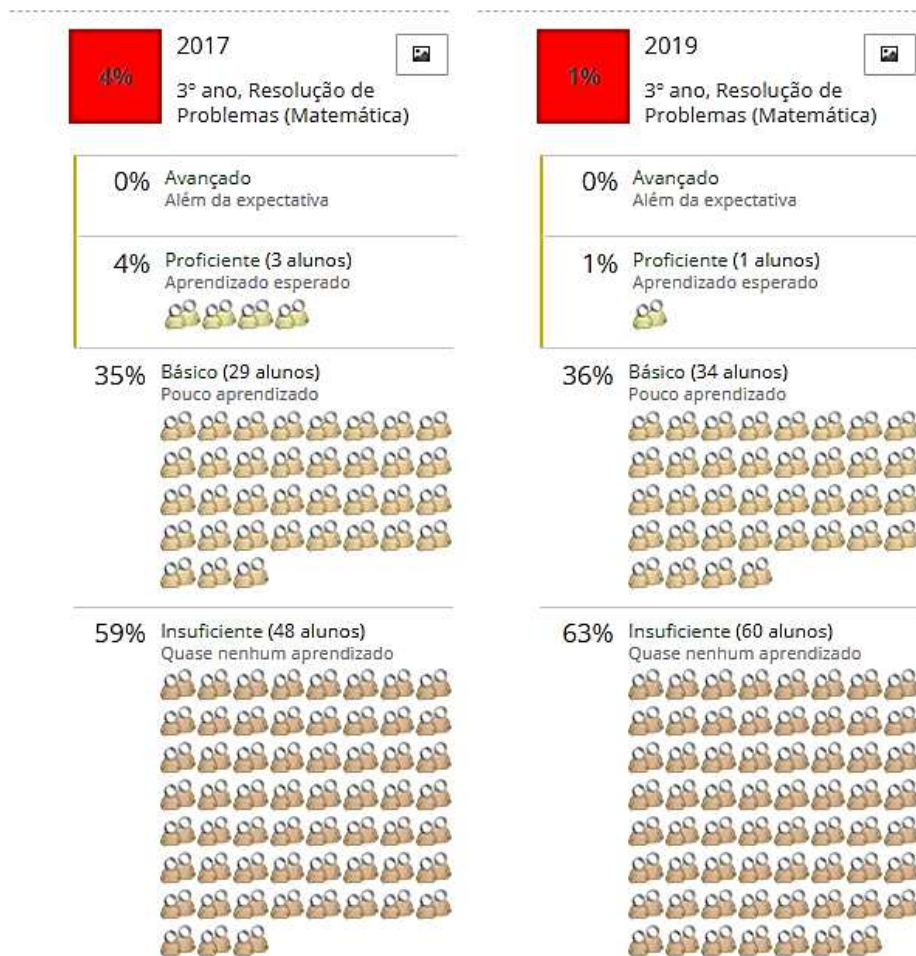 4%
2017
3º ano, Resolução de
Problemas (Matemática)
0% Avançado
Além da expectativa
4% Proficiente (3 alunos)
Aprendizado esperado
35% Básico (29 alunos)
Pouco aprendizado
59% Insuficiente (48 alunos)
Quase nenhum aprendizado
1%
2019
3º ano, Resolução de
Problemas (Matemática)
0% Avançado
Além da expectativa
1% Proficiente (1 alunos)
Aprendizado esperado
36% Básico (34 alunos)
Pouco aprendizado
63% Insuficiente (60 alunos)
Quase nenhum aprendizado